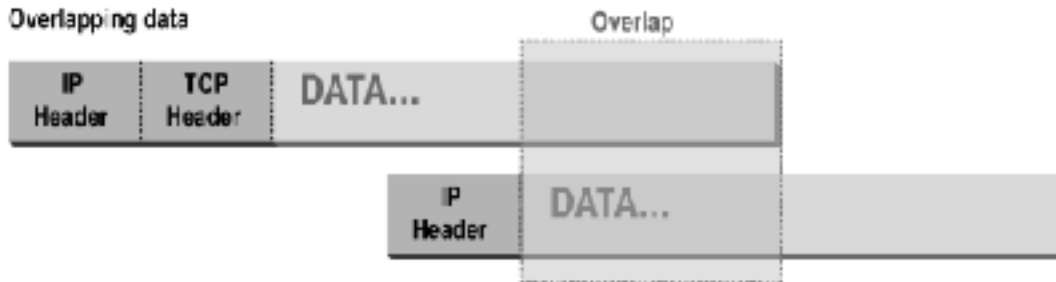 Overlapping data
Overlap
IP
Header
TCP
Header
DATA...
IP
Header
DATA...